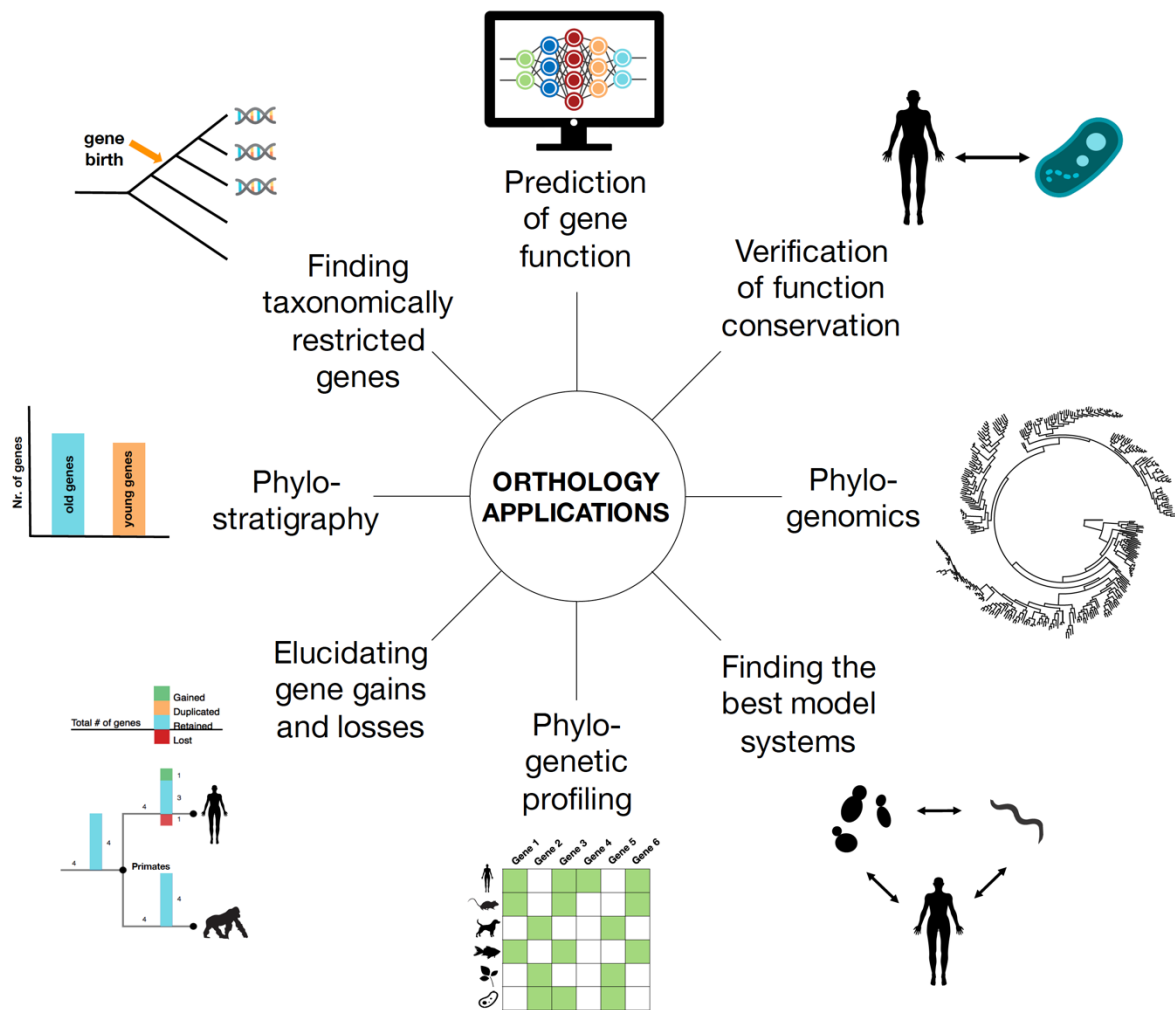 gene
birth
Prediction
of gene
function
Verification
of function
conservation
Finding
taxonomically
restricted
genes
Nr. of genes
old genes
young genes
Phylo-
stratigraphy
ORTHOLOGY
APPLICATIONS
Phylo-
genomics
Elucidating
gene gains
and losses
Phylo-
genetic
profiling
Finding the
best model
systems
Total # of genes
Gained
Duplicated
Retained
Lost
1
4
3
1
4
4
Primates
4
4
Gene 1
Gene 2
Gene 3
Gene 4
Gene 5
Gene 6